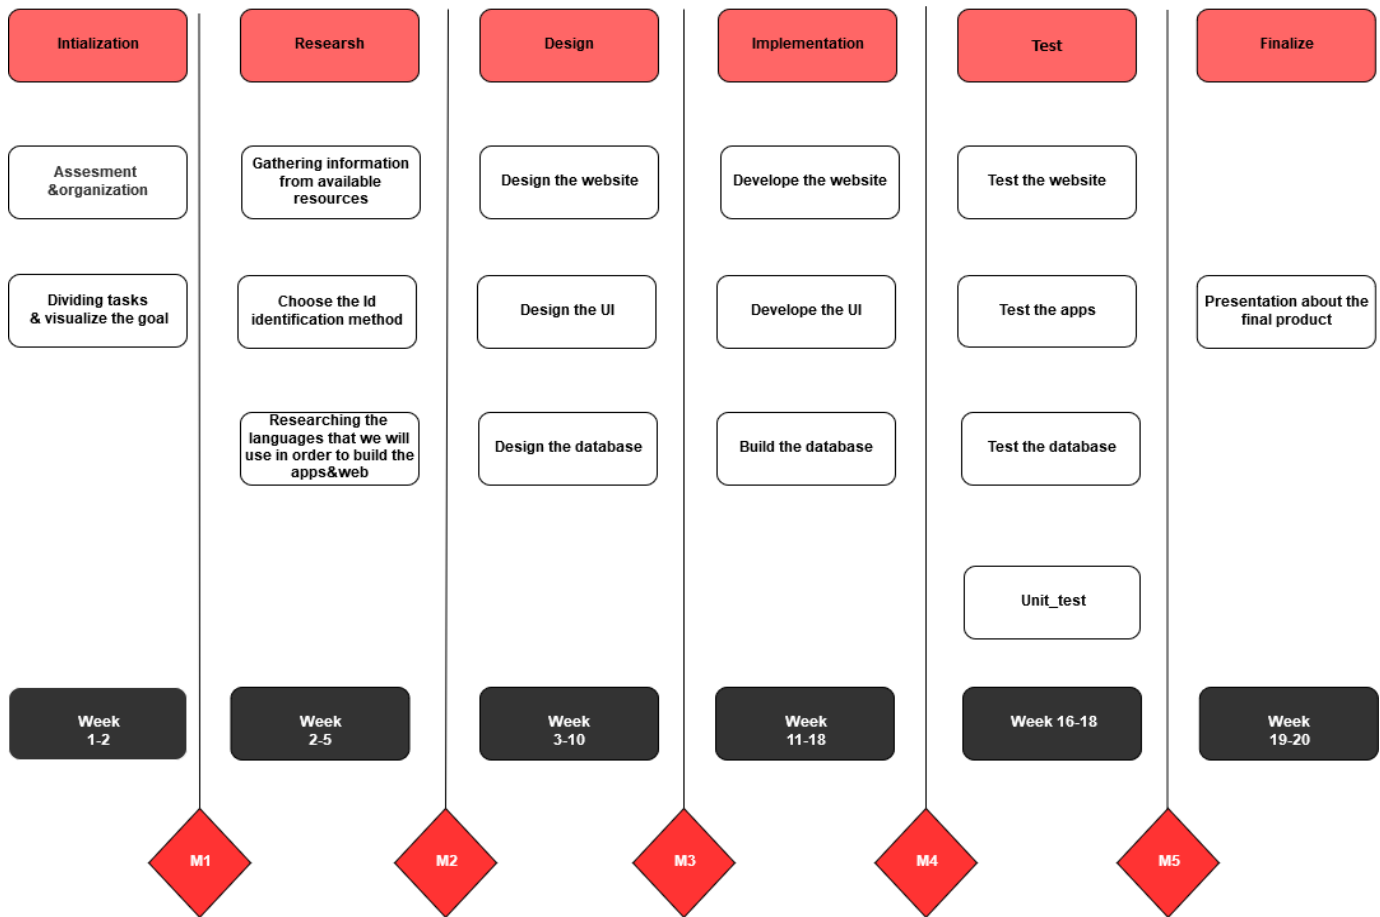 Intialization
Researsh
Design
Implementation
Test
Finalize
Assesment
&organization
Gathering information
from available
resources
Design the website
Develope the website
Test the website
Dividing tasks
& visualize the goal
Choose the Id
identification method
Design the UI
Develope the UI
Test the apps
Presentation about the
final product
Researching the
languages that we will
use in order to build the
apps&web
Design the database
Build the database
Test the database
Unit_test
Week
1-2
Week
2-5
Week
3-10
Week
11-18
Week 16-18
Week
19-20
M1
M2
M3
M4
M5